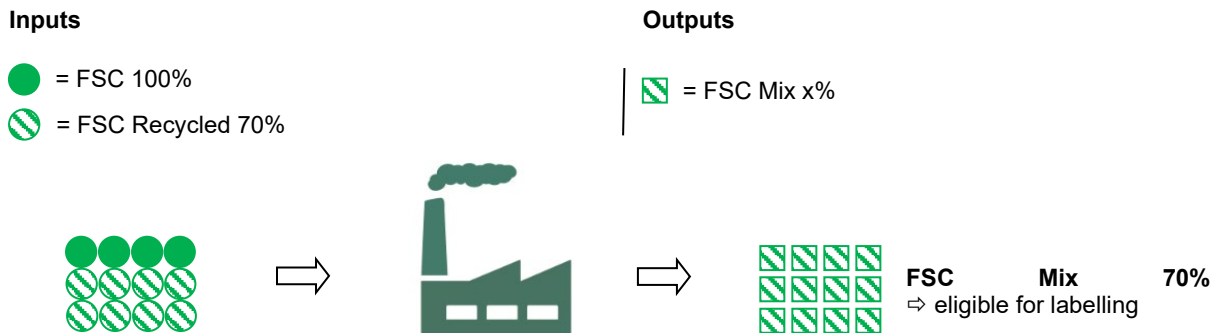 Inputs
Outputs
= FSC 100%
= FSC Mix x%
= FSC Recycled 70%
FSC Mix 70%
⇨ eligible for labelling